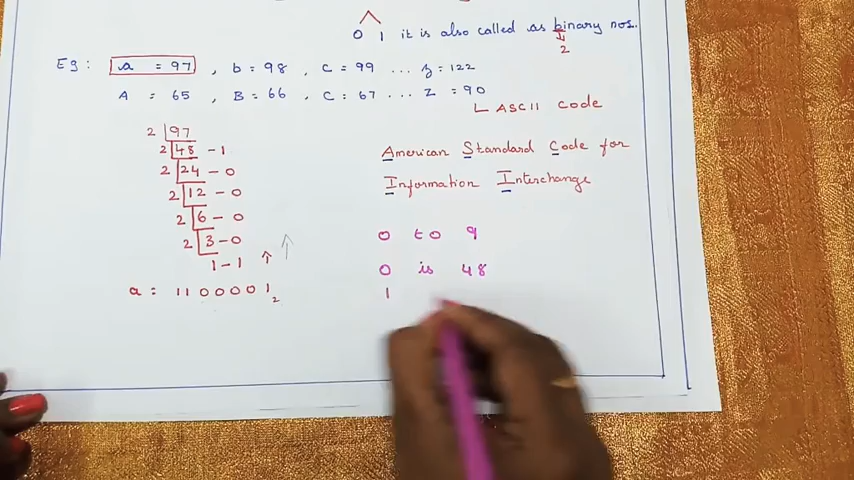 0 1 it is also called as binary nos.
2
Eg : a = 97 , b = 98 , c = 99 ... z = 122
A = 65 , B = 66 , C = 67 ... Z = 90
ASCII Code
American Standard Code for
Information Interchange
2 97
2 48 - 1
2 24 - 0
2 12 - 0
2 6 - 0
2 3 - 0
1 - 1
a : 1100001₂
0 to 9
0 is 48
1